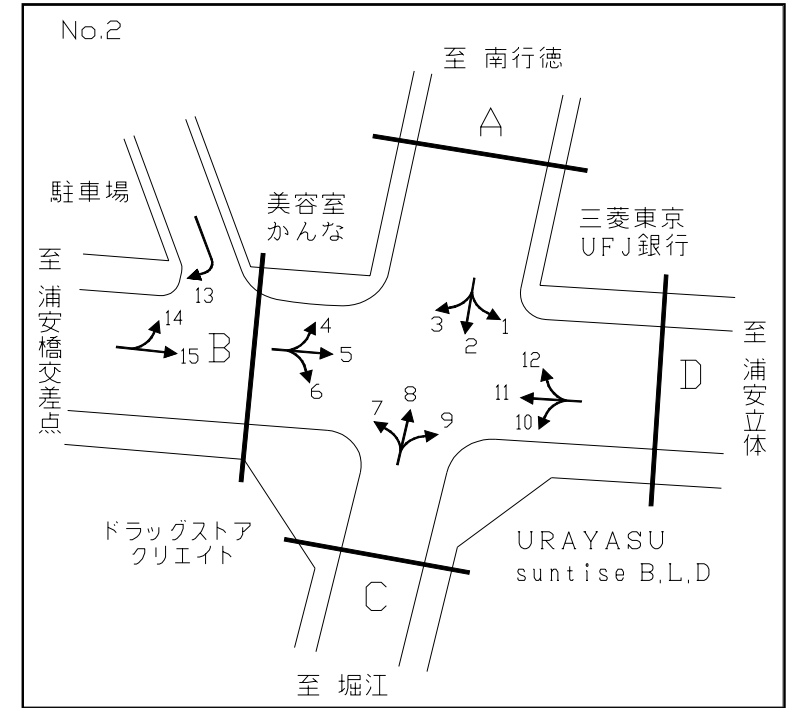 No.2
至 南行徳
A
駐車場
美容室
かんな
三菱東京
UFJ銀行
至 浦安橋交差点
13
14
15
B
4
5
6
3
2
1
12
11
10
D
至 浦安立体
7
8
9
ドラッグストア
クリエイト
URAYASU
suntise B,L,D
C
至 堀江